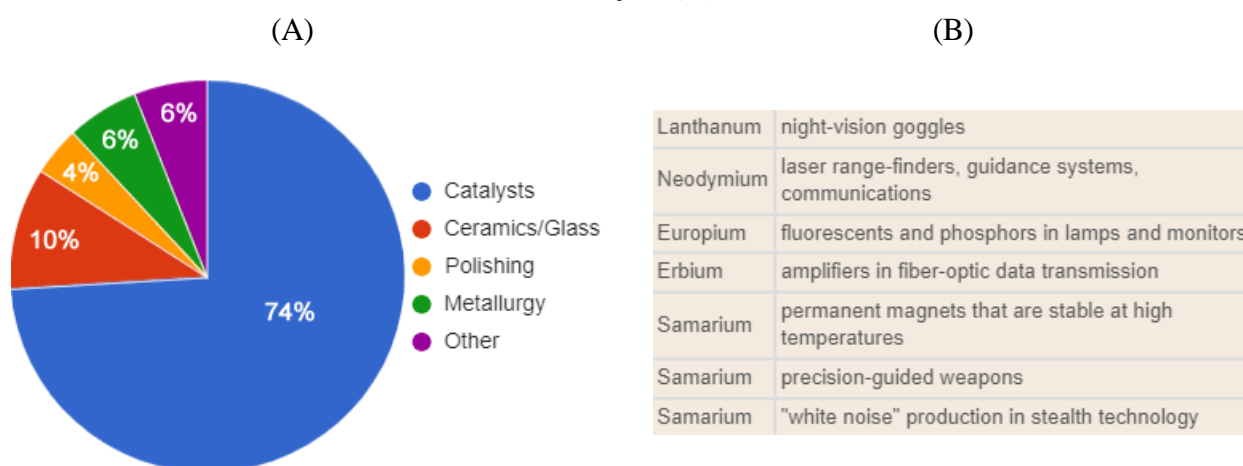 (A)
(B)
6%
6%
4%
10%
74%
Catalysts
Ceramics/Glass
Polishing
Metallurgy
Other
Lanthanum night-vision goggles
Neodymium laser range-finders, guidance systems,
communications
Europium fluorescents and phosphors in lamps and monitors
Erbium amplifiers in fiber-optic data transmission
Samarium permanent magnets that are stable at high
temperatures
Samarium precision-guided weapons
Samarium "white noise" production in stealth technology